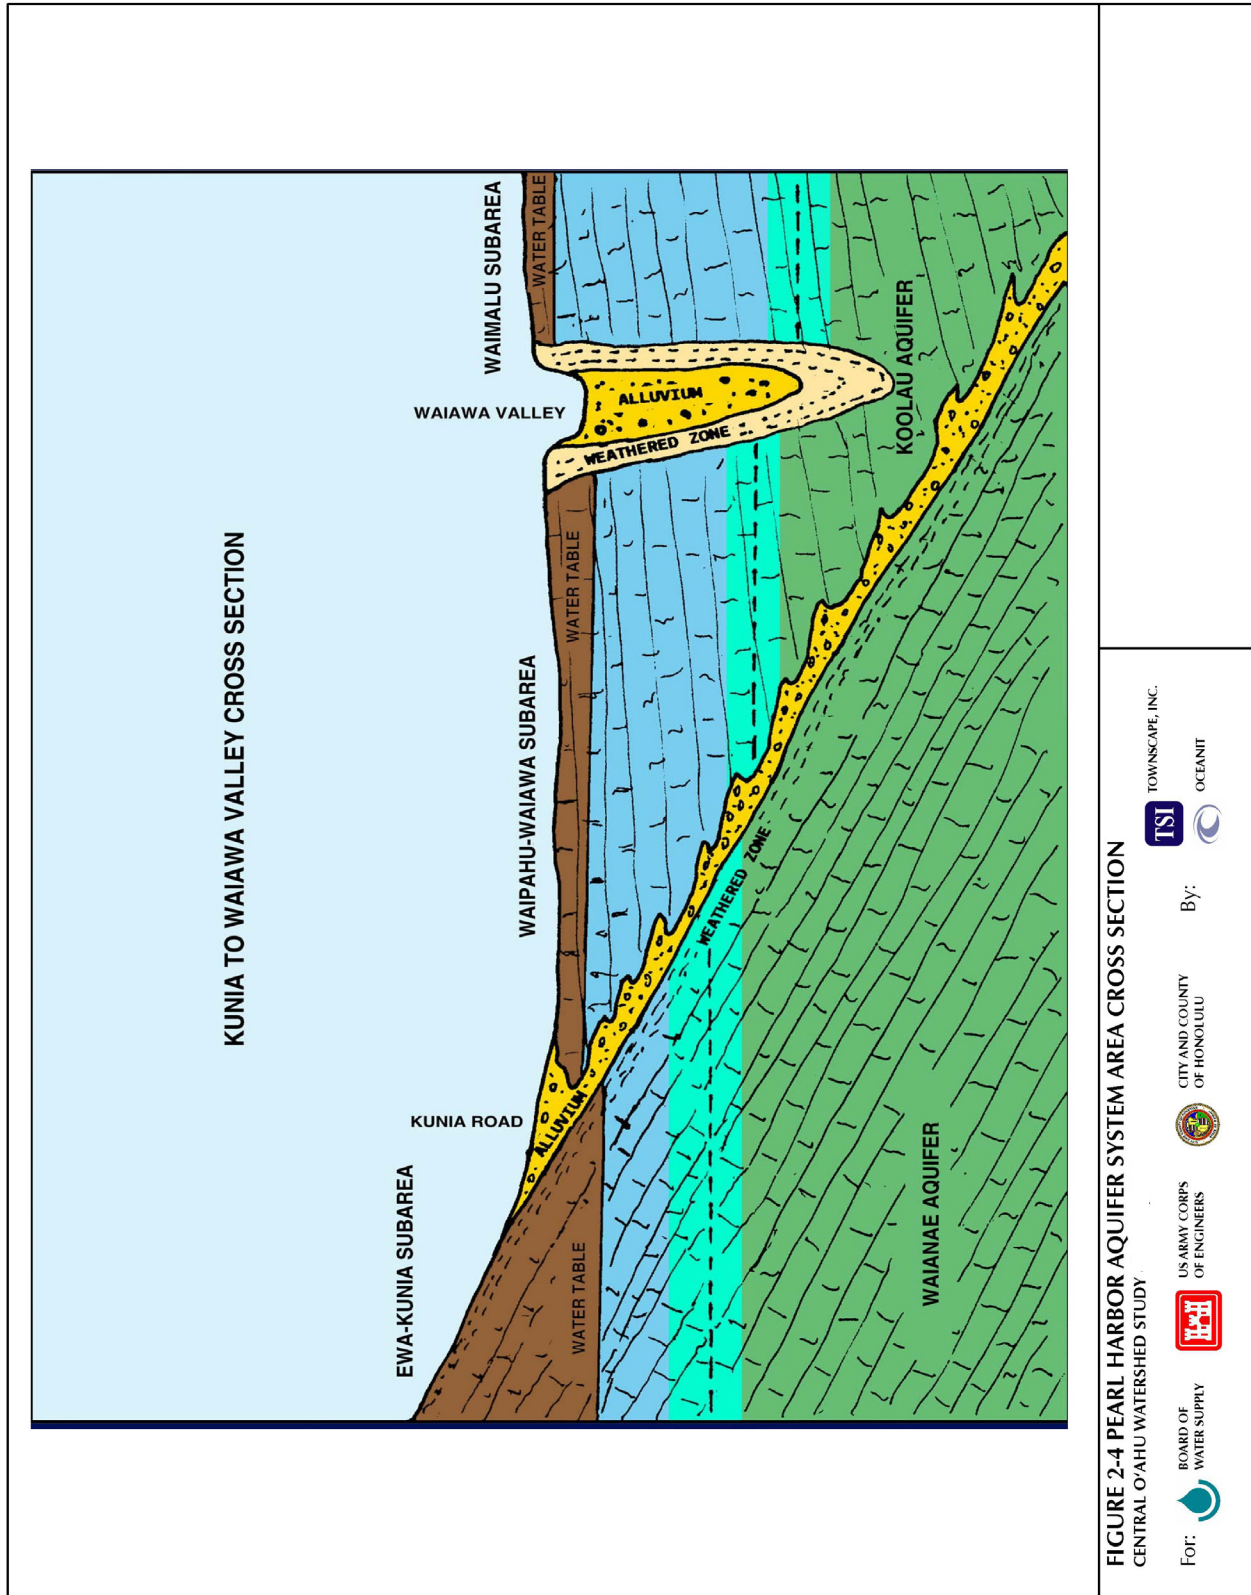 KUNIA TO WAIAWA VALLEY CROSS SECTION
EWA-KUNIA SUBAREA
KUNIA ROAD
WAIPAHU-WAIAWA SUBAREA
WAIAWA VALLEY
WAIMALU SUBAREA
WATER TABLE
ALLUVIUM
WATER TABLE
WEATHERED ZONE
ALLUVIUM
WATER TABLE
WEATHERED ZONE
WAIANAE AQUIFER
KOOLAU AQUIFER
FIGURE 2-4 PEARL HARBOR AQUIFER SYSTEM AREA CROSS SECTION
CENTRAL O'AHU WATERSHED STUDY
For:
BOARD OF
WATER SUPPLY
US ARMY CORPS
OF ENGINEERS
CITY AND COUNTY
OF HONOLULU
By:
TSI
TOWNSCAPE, INC.
OCEANIT